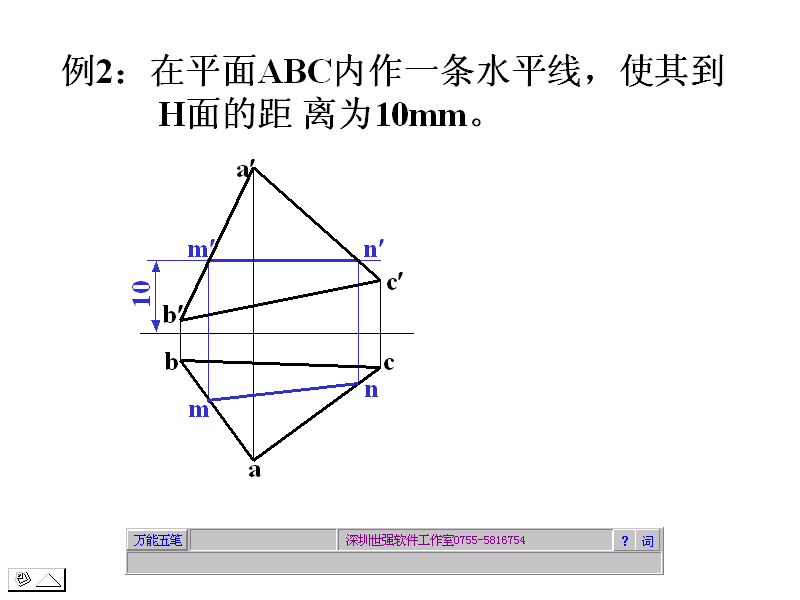 例2：在平面ABC内作一条水平线，使其到
H面的距 离为10mm。
a′
m′ n′
c′
10
b′
b c
n
m
a
万能五笔 深圳世强软件工作室0755-5816754 ? 词